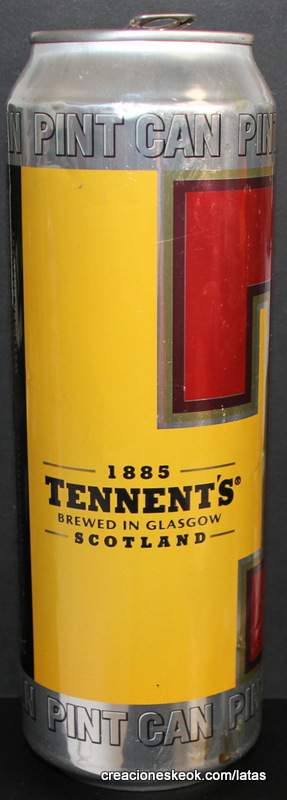 N PINT CAN PIN
1885
TENNENT'S®
BREWED IN GLASGOW
SCOTLAND
N PINT CAN PIN
creacioneskeok.com/latas